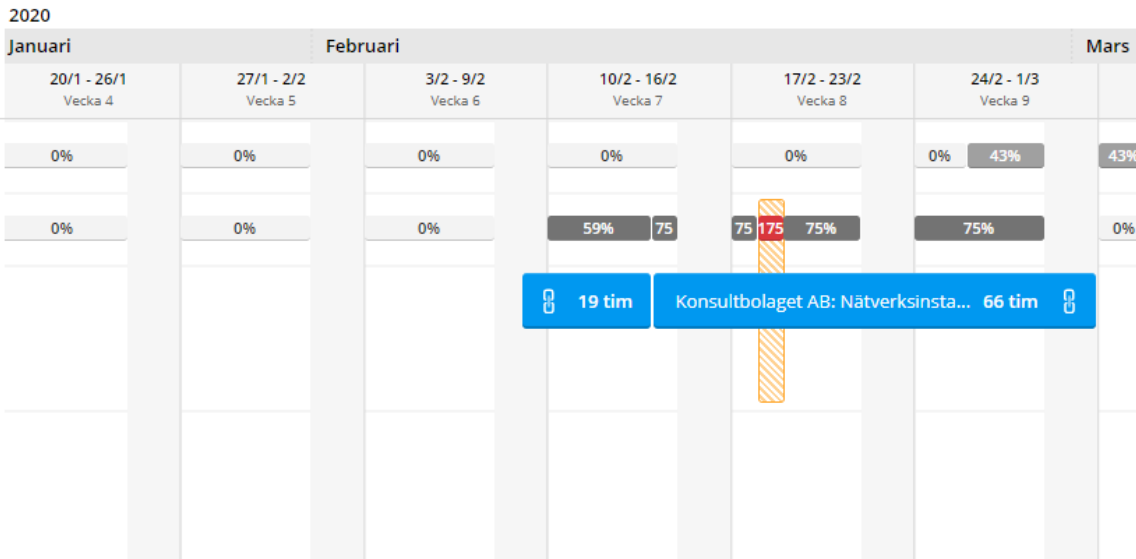 2020
Januari Februari Mars
20/1 - 26/1 27/1 - 2/2 3/2 - 9/2 10/2 - 16/2 17/2 - 23/2 24/2 - 1/3
Vecka 4 Vecka 5 Vecka 6 Vecka 7 Vecka 8 Vecka 9
0% 0% 0% 0% 0% 0% 43% 43%
0% 0% 0% 59% 75 75 175 75% 75% 0%
19 tim Konsultbolaget AB: Nätverksinsta... 66 tim